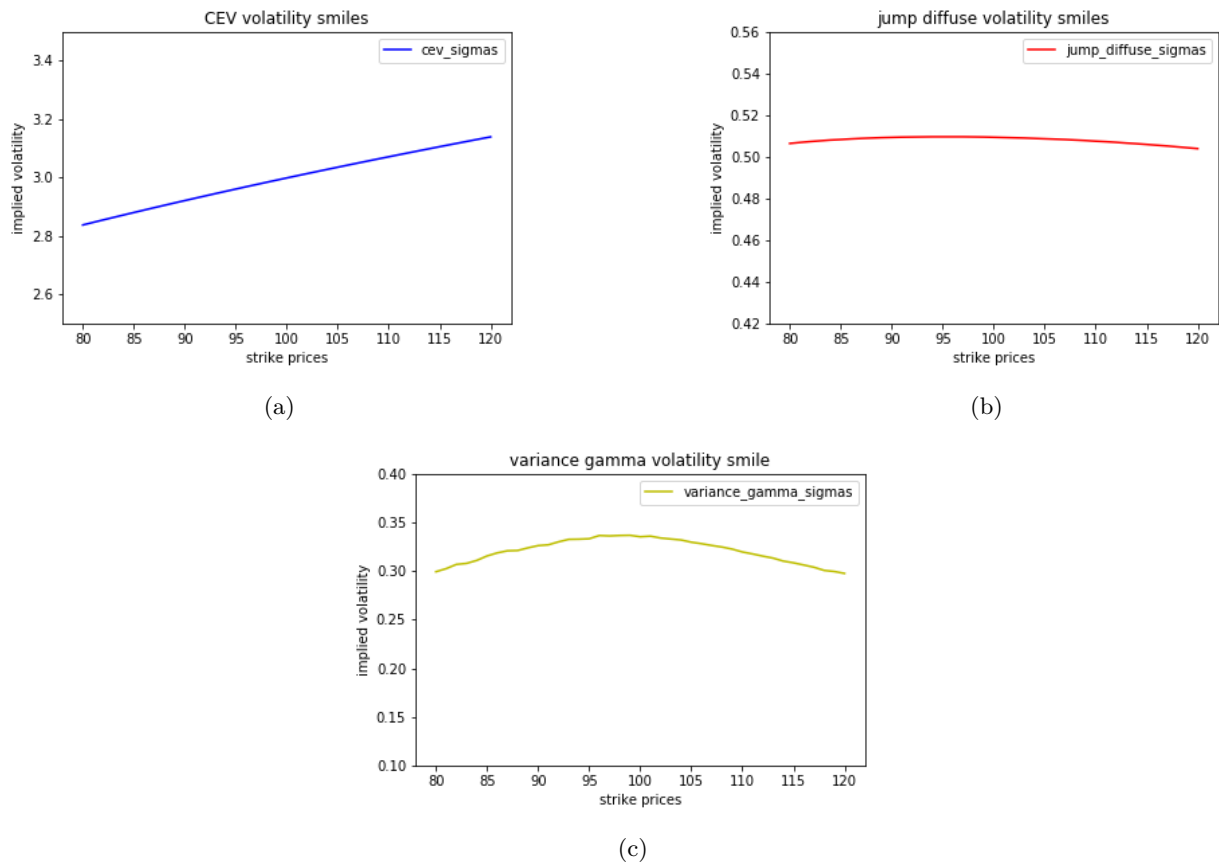 CEV volatility smiles
cev_sigmas
3.4
3.2
3.0
2.8
2.6
implied volatility
80 85 90 95 100 105 110 115 120
strike prices
(a)
jump diffuse volatility smiles
jump_diffuse_sigmas
0.56
0.54
0.52
0.50
0.48
0.46
0.44
0.42
implied volatility
80 85 90 95 100 105 110 115 120
strike prices
(b)
variance gamma volatility smile
variance_gamma_sigmas
0.40
0.35
0.30
0.25
0.20
0.15
0.10
implied volatility
80 85 90 95 100 105 110 115 120
strike prices
(c)